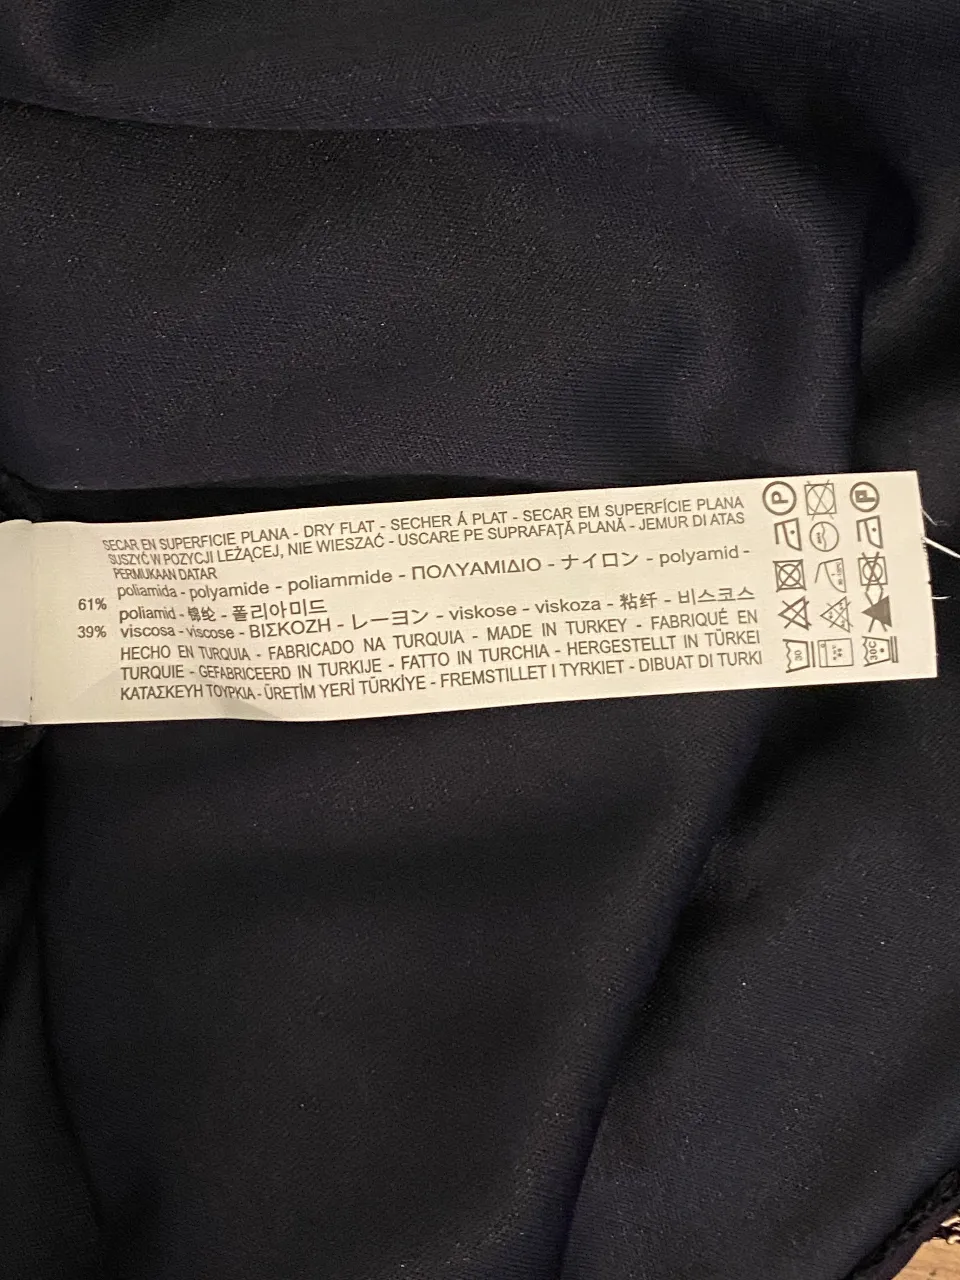 SECAR EN SUPERFICIE PLANA - DRY FLAT - SECHER Á PLAT - SECAR EM SUPERFÍCIE PLANA
SUSZYĆ W POZYCJI LEŻĄCEJ, NIE WIESZAĆ - USCARE PE SUPRAFAŢĂ PLANĂ - JEMUR DI ATAS
PERMUKAAN DATAR
61% poliamida - polyamide - poliammide - ΠΟΛΥΑΜΙΔΙΟ - ナイロン - polyamid -
poliamid - 锦纶 - 폴리아미드
39% viscosa - viscose - ΒΙΣΚΟΖΗ - レーヨン - viskose - viskoza - 粘纤 - 비스코스
HECHO EN TURQUIA - FABRICADO NA TURQUIA - MADE IN TURKEY - FABRIQUÉ EN
TURQUIE - GEFABRICEERD IN TURKIJE - FATTO IN TURCHIA - HERGESTELLT IN TÜRKEI
ΚΑΤΑΣΚΕΥΗ ΤΟΥΡΚΙΑ - ÜRETİM YERİ TÜRKİYE - FREMSTILLET I TYRKIET - DIBUAT DI TURKI
P
P
30
30C